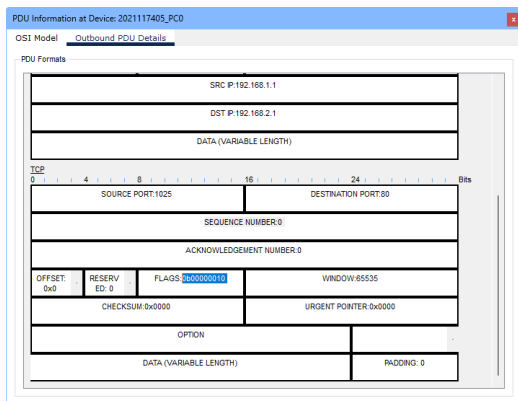 PDU Information at Device: 2021117405_PC0
x
OSI Model Outbound PDU Details
PDU Formats
SRC IP:192.168.1.1
DST IP:192.168.2.1
DATA (VARIABLE LENGTH)
TCP
0 4 8 16 24 Bits
SOURCE PORT:1025 DESTINATION PORT:80
SEQUENCE NUMBER:0
ACKNOWLEDGEMENT NUMBER:0
OFFSET: 0x0 RESERVED: 0 FLAGS:0b00000010 WINDOW:65535
CHECKSUM:0x0000 URGENT POINTER:0x0000
OPTION
DATA (VARIABLE LENGTH) PADDING: 0